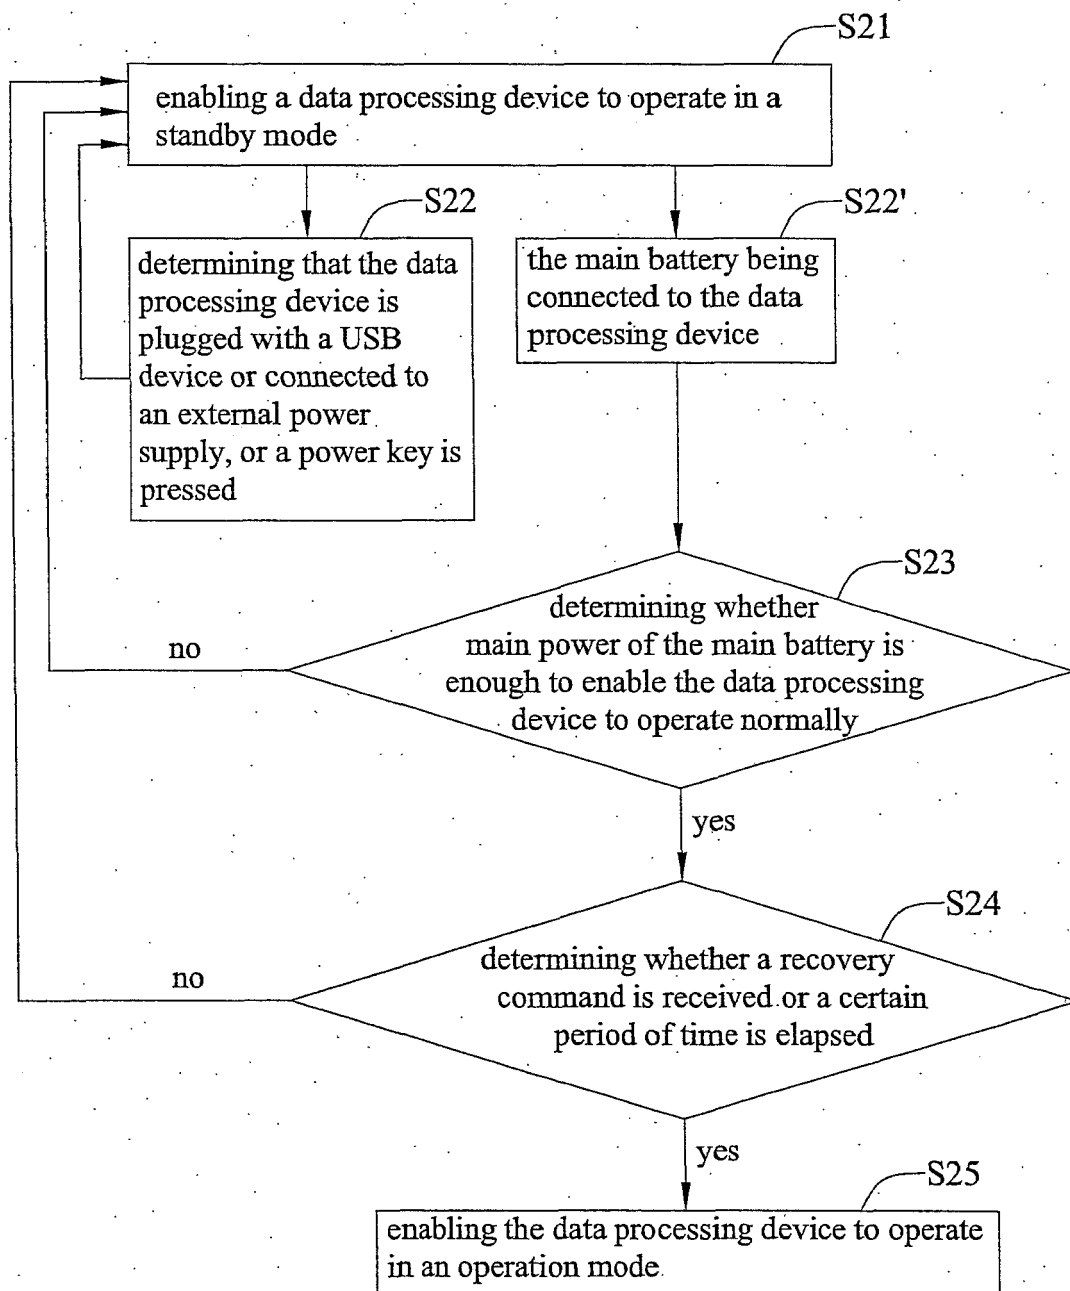 S21
enabling a data processing device to operate in a
standby mode
S22
determining that the data
processing device is
plugged with a USB
device or connected to
an external power
supply, or a power key is
pressed
S22'
the main battery being
connected to the data
processing device
S23
determining whether
main power of the main battery is
enough to enable the data processing
device to operate normally
no
yes
S24
determining whether a recovery
command is received or a certain
period of time is elapsed
no
yes
S25
enabling the data processing device to operate
in an operation mode